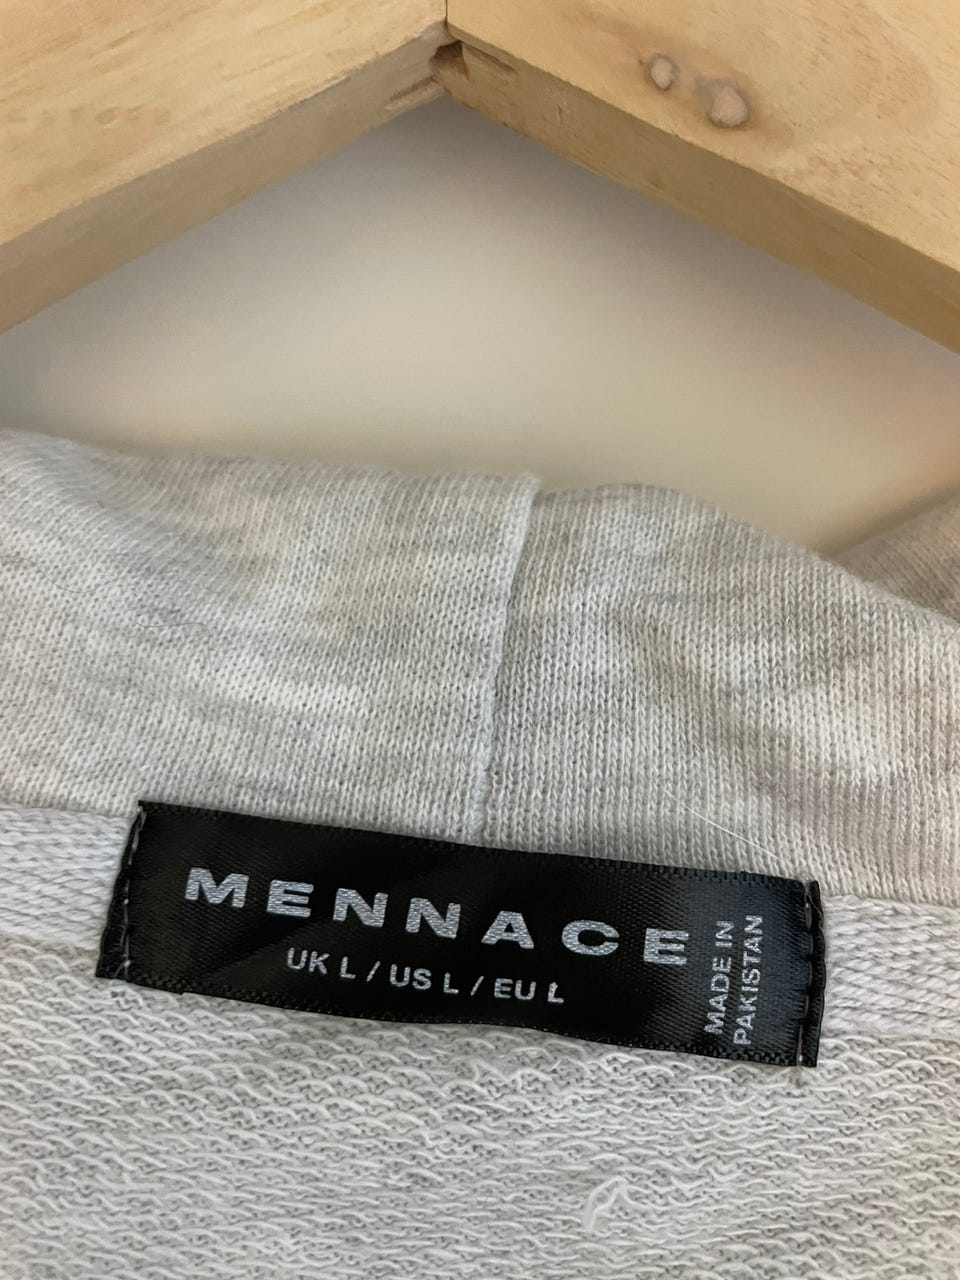 MENNACE
UK L / US L / EU L
MADE IN
PAKISTAN